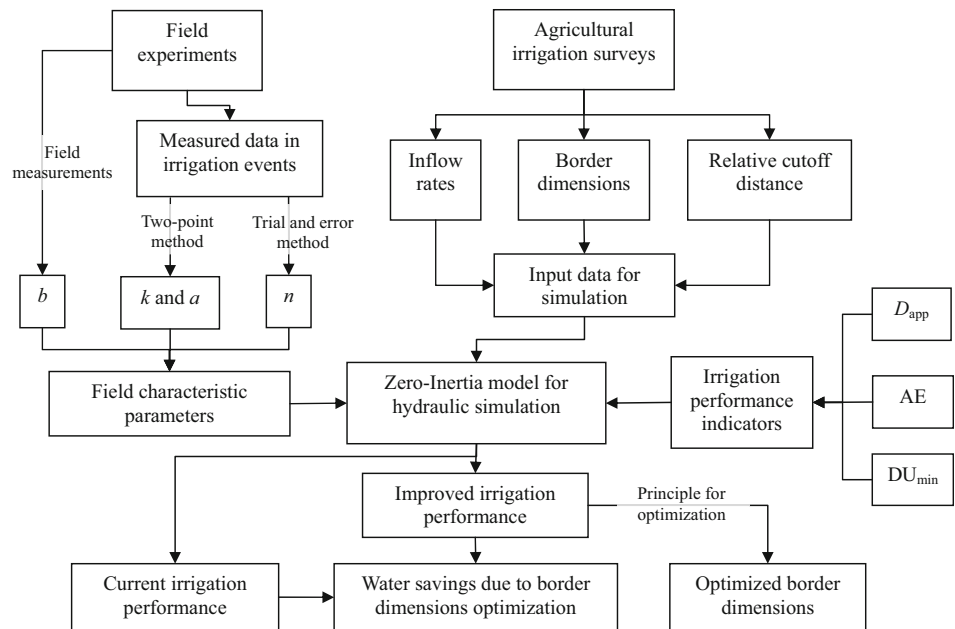 Field
experiments
Agricultural
irrigation surveys
Measured data in
irrigation events
Field
measurements
Inflow
rates
Border
dimensions
Relative cutoff
distance
Two-point
method
Trial and error
method
b
k and a
n
Input data for
simulation
D_app
Field characteristic
parameters
Zero-Inertia model for
hydraulic simulation
Irrigation
performance
indicators
AE
DU_min
Improved irrigation
performance
Principle for
optimization
Current irrigation
performance
Water savings due to border
dimensions optimization
Optimized border
dimensions